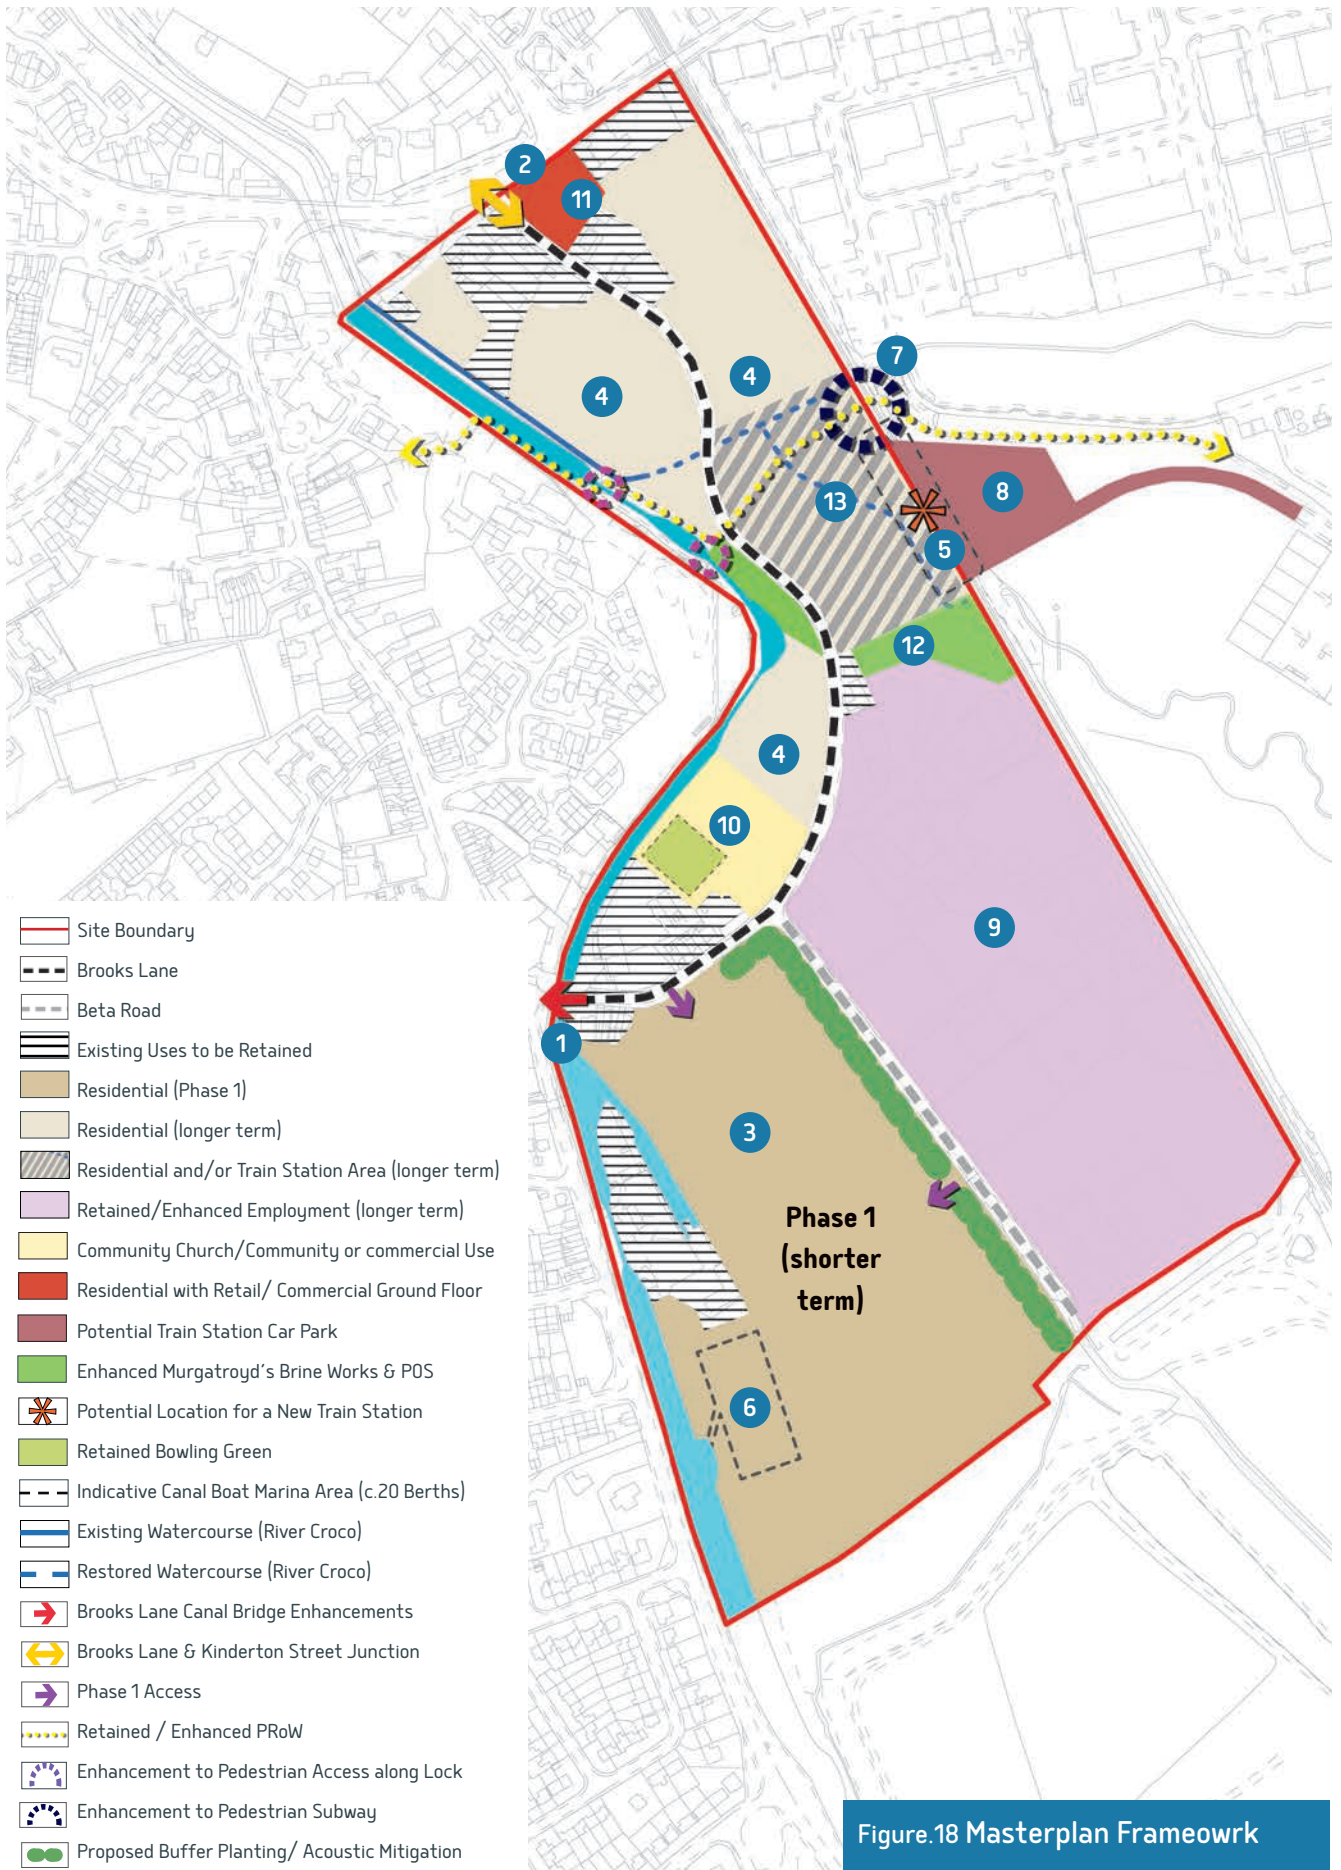 2
11
7
4
4
8
13
5
12
4
10
9
Site Boundary
Brooks Lane
Beta Road
Existing Uses to be Retained
Residential (Phase 1)
Residential (longer term)
Residential and/or Train Station Area (longer term)
Retained/Enhanced Employment (longer term)
Community Church/Community or commercial Use
Residential with Retail/ Commercial Ground Floor
Potential Train Station Car Park
Enhanced Murgatroyd's Brine Works & POS
Potential Location for a New Train Station
Retained Bowling Green
Indicative Canal Boat Marina Area (c.20 Berths)
Existing Watercourse (River Croco)
Restored Watercourse (River Croco)
Brooks Lane Canal Bridge Enhancements
Brooks Lane & Kinderton Street Junction
Phase 1 Access
Retained / Enhanced PRoW
Enhancement to Pedestrian Access along Lock
Enhancement to Pedestrian Subway
Proposed Buffer Planting/ Acoustic Mitigation
1
3
Phase 1
(shorter
term)
6
Figure.18 Masterplan Frameowrk